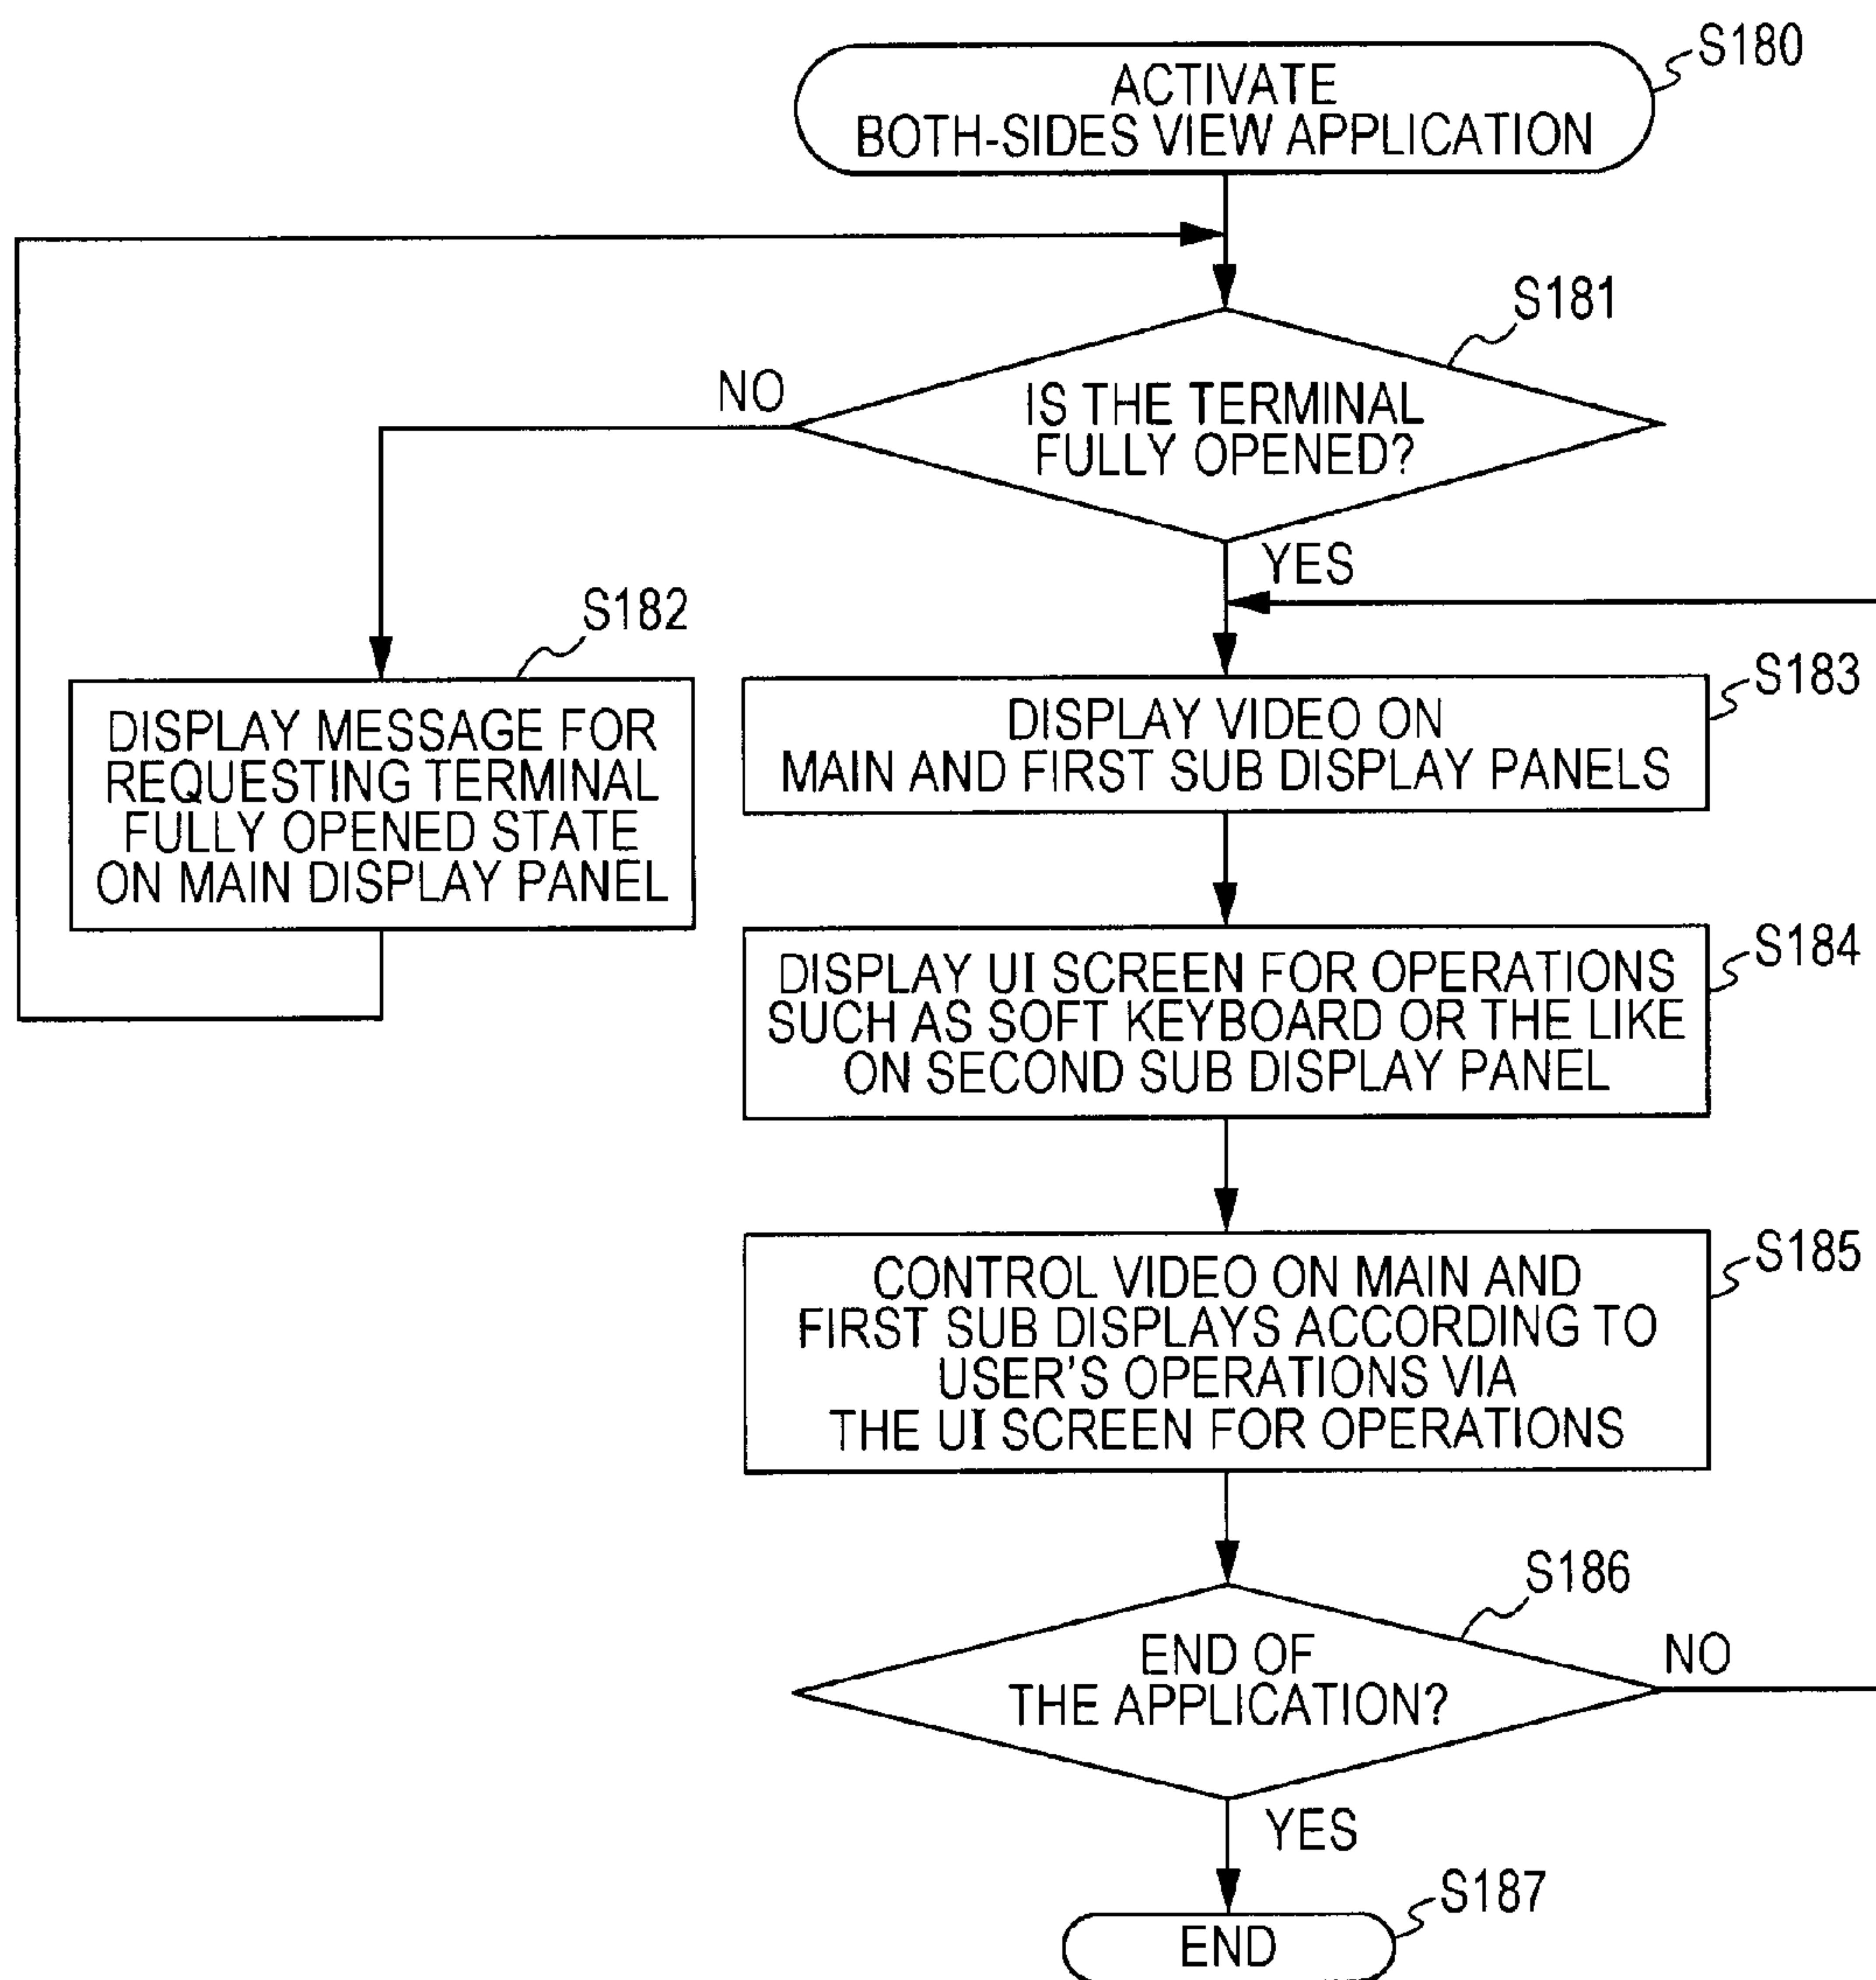 S180
ACTIVATE
BOTH-SIDES VIEW APPLICATION
S181
NO
IS THE TERMINAL
FULLY OPENED?
YES
S182
DISPLAY MESSAGE FOR
REQUESTING TERMINAL
FULLY OPENED STATE
ON MAIN DISPLAY PANEL
S183
DISPLAY VIDEO ON
MAIN AND FIRST SUB DISPLAY PANELS
S184
DISPLAY UI SCREEN FOR OPERATIONS
SUCH AS SOFT KEYBOARD OR THE LIKE
ON SECOND SUB DISPLAY PANEL
S185
CONTROL VIDEO ON MAIN AND
FIRST SUB DISPLAYS ACCORDING TO
USER'S OPERATIONS VIA
THE UI SCREEN FOR OPERATIONS
S186
END OF
THE APPLICATION?
NO
YES
S187
END